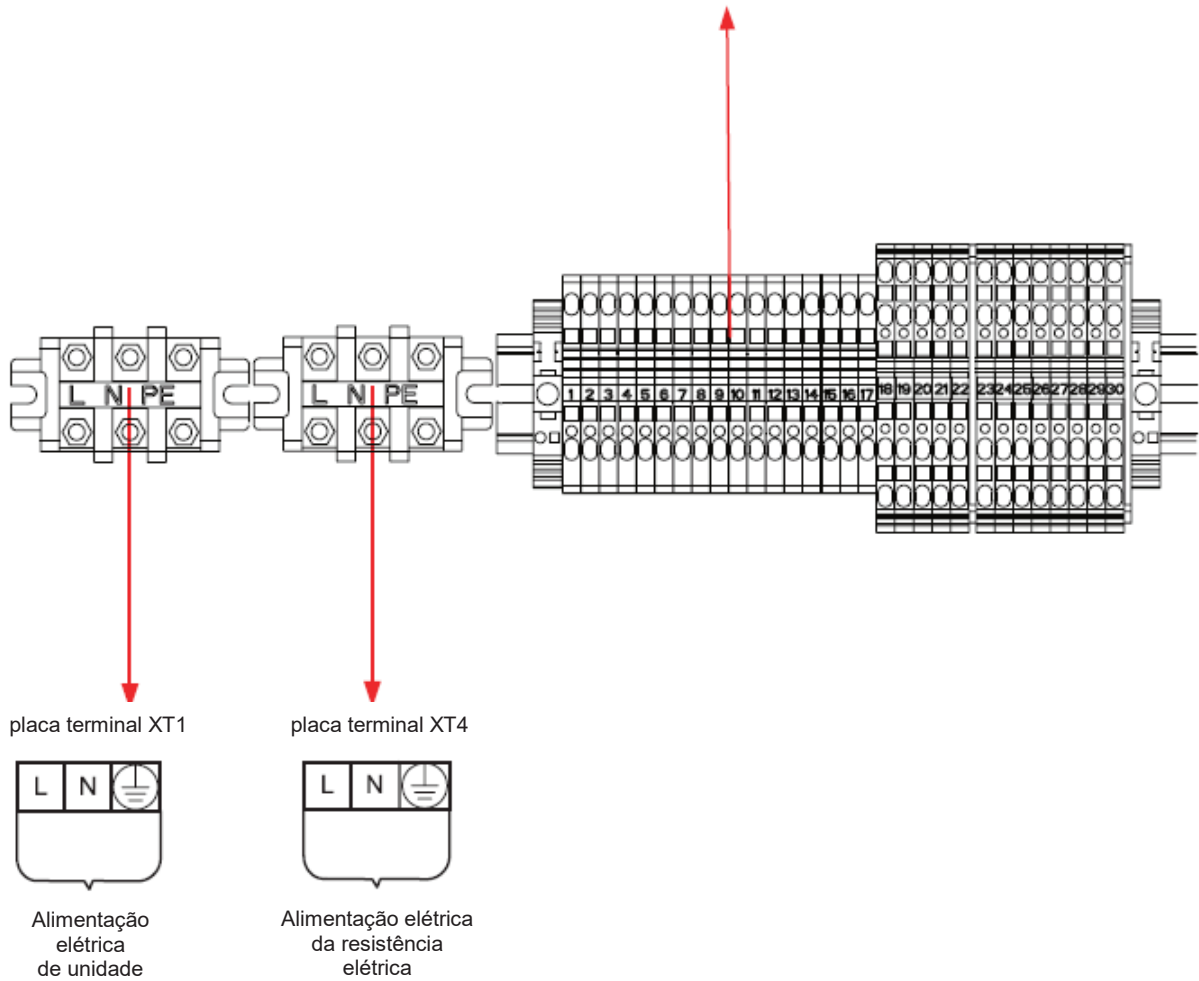 L N PE
L N PE
1 2 3 4 5 6 7 8 9 10 11 12 13 14 15 16 17 18 19 20 21 22 23 24 25 26 27 28 29 30
placa terminal XT1
placa terminal XT4
L N
L N
Alimentação
elétrica
de unidade
Alimentação elétrica
da resistência
elétrica